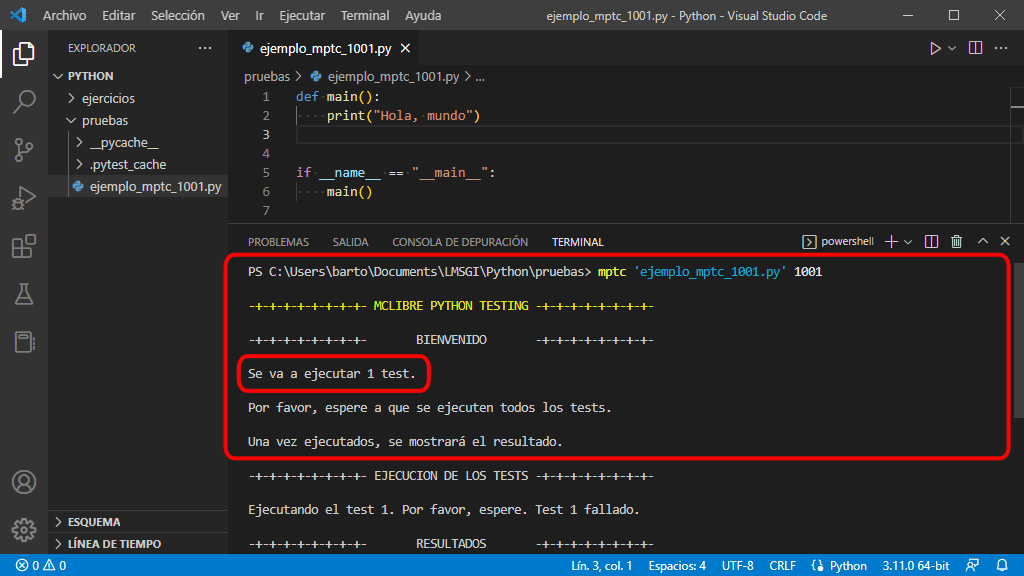 Archivo Editar Selección Ver Ir Ejecutar Terminal Ayuda ejemplo_mptc_1001.py - Python - Visual Studio Code
EXPLORADOR
PYTHON
ejercicios
pruebas
__pycache__
.pytest_cache
ejemplo_mptc_1001.py
ESQUEMA
LÍNEA DE TIEMPO
ejemplo_mptc_1001.py
pruebas > ejemplo_mptc_1001.py > ...
1 def main():
2 ····print("Hola, mundo")
3
4
5 if __name__ == "__main__":
6 ····main()
7
PROBLEMAS SALIDA CONSOLA DE DEPURACIÓN TERMINAL powershell
PS C:\Users\barto\Documents\LMSGI\Python\pruebas> mptc 'ejemplo_mptc_1001.py' 1001
-+-+-+-+-+-+-+-+- MCLIBRE PYTHON TESTING -+-+-+-+-+-+-+-+-
-+-+-+-+-+-+-+-+- BIENVENIDO -+-+-+-+-+-+-+-+-
Se va a ejecutar 1 test.
Por favor, espere a que se ejecuten todos los tests.
Una vez ejecutados, se mostrará el resultado.
-+-+-+-+-+-+-+-+- EJECUCION DE LOS TESTS -+-+-+-+-+-+-+-+-
Ejecutando el test 1. Por favor, espere. Test 1 fallado.
-+-+-+-+-+-+-+-+- RESULTADOS -+-+-+-+-+-+-+-+-
0 0 Lín. 3, col. 1 Espacios: 4 UTF-8 CRLF Python 3.11.0 64-bit